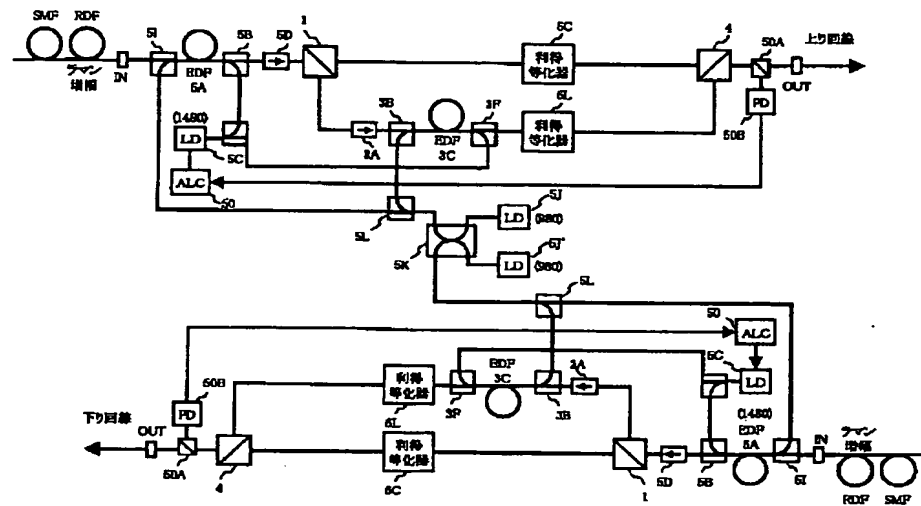 SMF RDF
5I
5B
5D
1
6C
4
50A
上り回線
ラマン
増幅
IN
EDF
5A
利得
等化器
OUT
3B
3F
6L
利得
等化器
PD
50B
(1480)
LD
5C
3A
EDF
3C
ALC
50
5L
5J
LD
(980)
5K
5J'
LD
(980)
5L
50
ALC
5C
LD
(1480)
50B
PD
利得
等化器
6L
EDF
3C
3A
3F
3B
下り回線
OUT
50A
4
利得
等化器
6C
1
5D
5B
EDF
5A
5I
IN
ラマン
増幅
RDF SMF